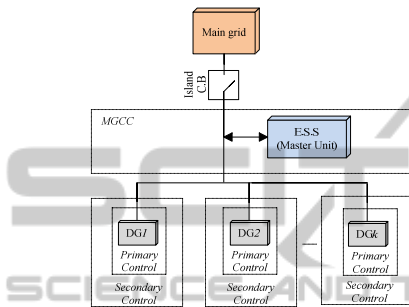 Main grid
Island
C.B
MGCC
E.S.S
(Master Unit)
DG1
DG2
DGk
Primary
Control
Primary
Control
Primary
Control
Secondary
Control
Secondary
Control
Secondary
Control